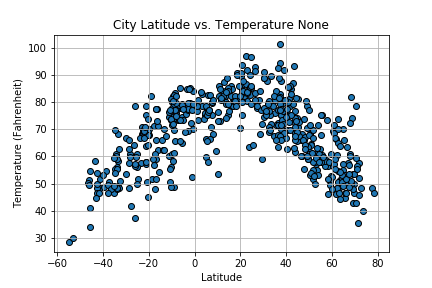 City Latitude vs. Temperature None
Temperature (Fahrenheit)
100
90
80
70
60
50
40
30
−60 −40 −20 0 20 40 60 80
Latitude